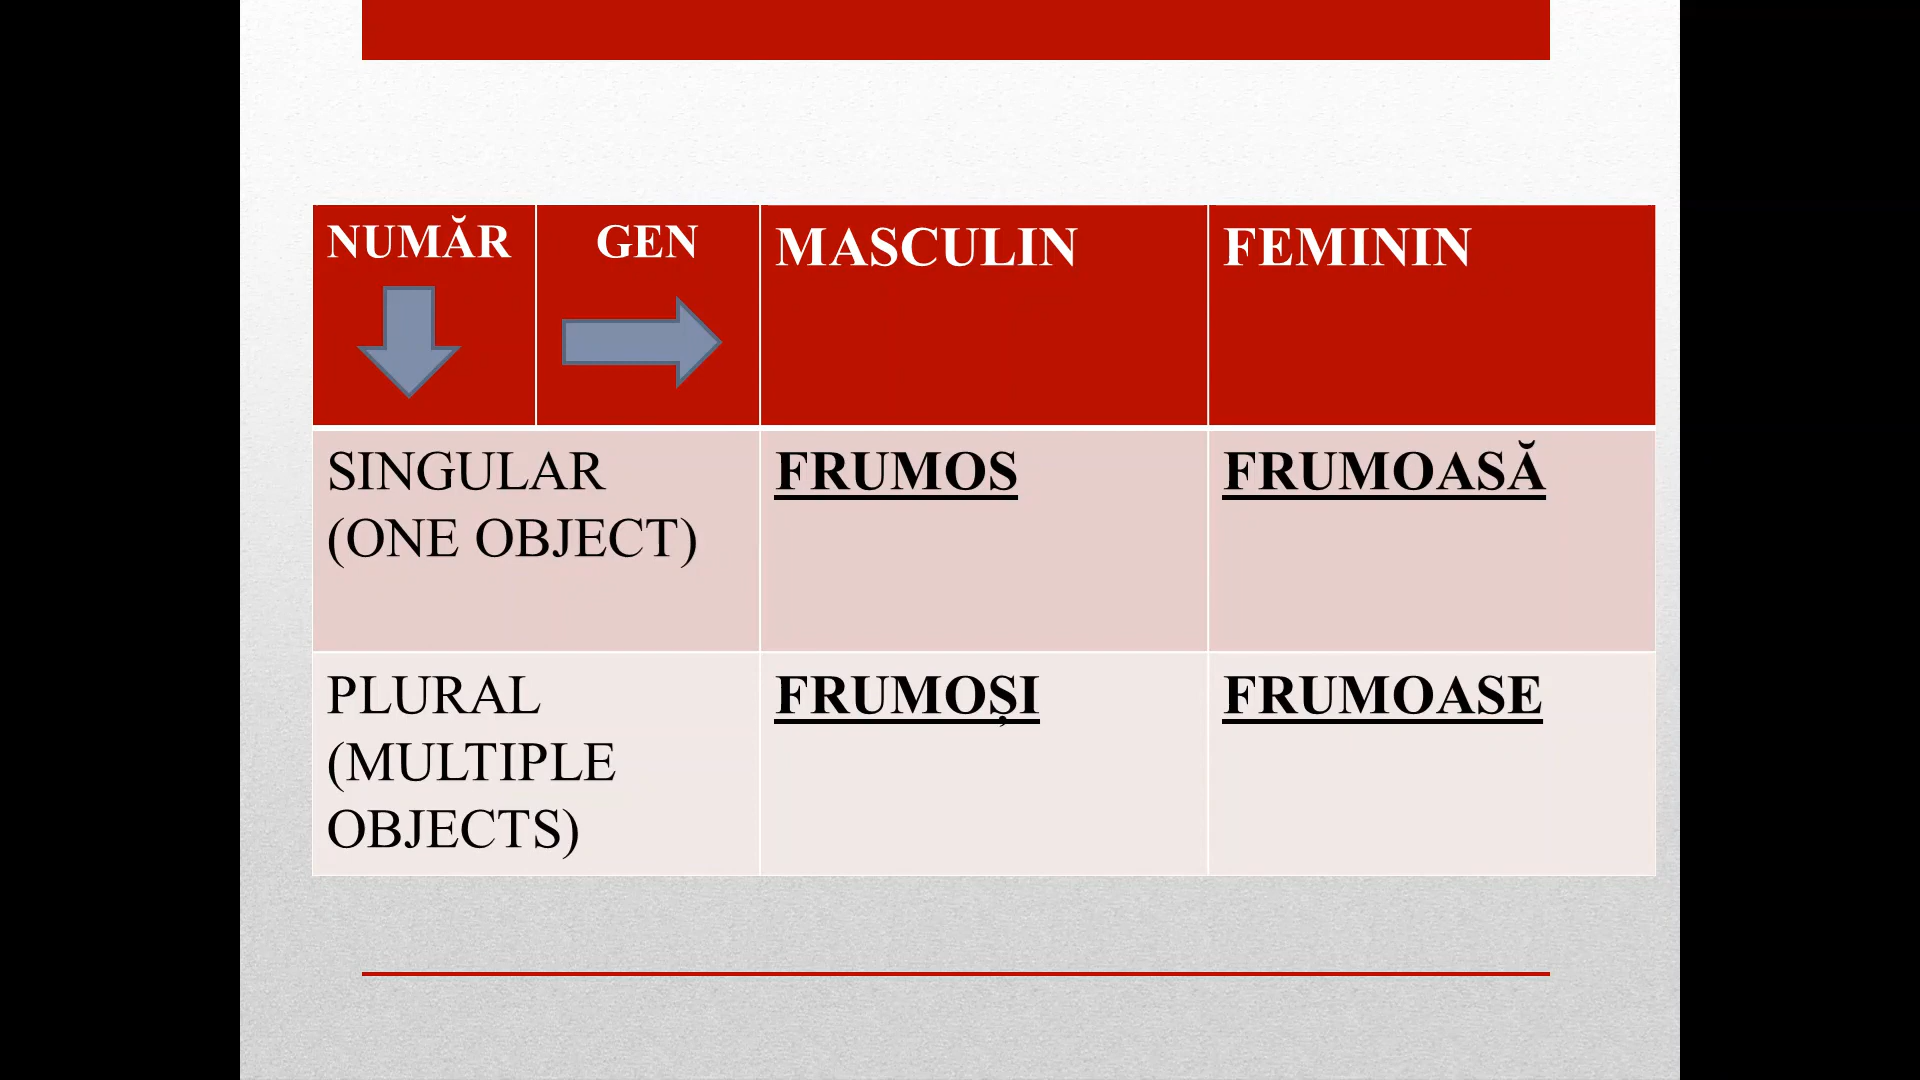 NUMĂR GEN MASCULIN FEMININ
SINGULAR FRUMOS FRUMOASĂ
(ONE OBJECT)
PLURAL FRUMOȘI FRUMOASE
(MULTIPLE
OBJECTS)